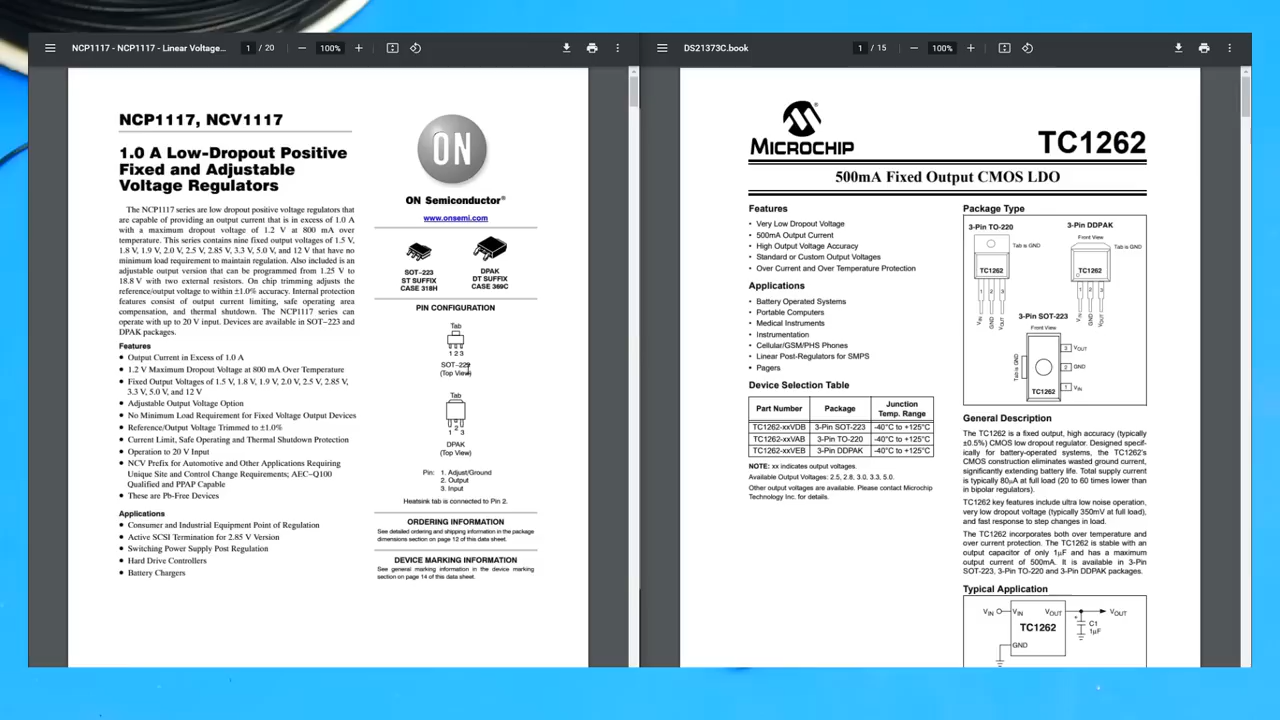 NCP1117 - NCP1117 - Linear Voltage...
1 / 20
100%
NCP1117, NCV1117
1.0 A Low-Dropout Positive
Fixed and Adjustable
Voltage Regulators
The NCP1117 series are low dropout positive voltage regulators that
are capable of providing an output current that is in excess of 1.0 A
with a maximum dropout voltage of 1.2 V at 800 mA over
temperature. This series contains nine fixed output voltages of 1.5 V,
1.8 V, 1.9 V, 2.0 V, 2.5 V, 2.85 V, 3.3 V, 5.0 V, and 12 V that have no
minimum load requirement to maintain regulation. Also included is an
adjustable output version that can be programmed from 1.25 V to
18.8 V with two external resistors. On chip trimming adjusts the
reference/output voltage to within ±1.0% accuracy. Internal protection
features consist of output current limiting, safe operating area
compensation, and thermal shutdown. The NCP1117 series can
operate with up to 20 V input. Devices are available in SOT−223 and
DPAK packages.
Features
• Output Current in Excess of 1.0 A
• 1.2 V Maximum Dropout Voltage at 800 mA Over Temperature
• Fixed Output Voltages of 1.5 V, 1.8 V, 1.9 V, 2.0 V, 2.5 V, 2.85 V,
3.3 V, 5.0 V, and 12 V
• Adjustable Output Voltage Option
• No Minimum Load Requirement for Fixed Voltage Output Devices
• Reference/Output Voltage Trimmed to ±1.0%
• Current Limit, Safe Operating and Thermal Shutdown Protection
• Operation to 20 V Input
• NCV Prefix for Automotive and Other Applications Requiring
Unique Site and Control Change Requirements; AEC−Q100
Qualified and PPAP Capable
• These are Pb-Free Devices
Applications
• Consumer and Industrial Equipment Point of Regulation
• Active SCSI Termination for 2.85 V Version
• Switching Power Supply Post Regulation
• Hard Drive Controllers
• Battery Chargers
ON
ON Semiconductor®
www.onsemi.com
SOT−223
ST SUFFIX
CASE 318H
DPAK
DT SUFFIX
CASE 369C
PIN CONFIGURATION
Tab
1 2 3
SOT−223
(Top View)
Tab
1 2 3
DPAK
(Top View)
Pin: 1. Adjust/Ground
2. Output
3. Input
Heatsink tab is connected to Pin 2.
ORDERING INFORMATION
See detailed ordering and shipping information in the package
dimensions section on page 12 of this data sheet.
DEVICE MARKING INFORMATION
See general marking information in the device marking
section on page 14 of this data sheet.
DS21373C.book
1 / 15
100%
MICROCHIP
TC1262
500mA Fixed Output CMOS LDO
Features
• Very Low Dropout Voltage
• 500mA Output Current
• High Output Voltage Accuracy
• Standard or Custom Output Voltages
• Over Current and Over Temperature Protection
Applications
• Battery Operated Systems
• Portable Computers
• Medical Instruments
• Instrumentation
• Cellular/GSM/PHS Phones
• Linear Post-Regulators for SMPS
• Pagers
Device Selection Table
Part Number Package Junction Temp. Range
TC1262-xxVDB 3-Pin SOT-223 -40°C to +125°C
TC1262-xxVAB 3-Pin TO-220 -40°C to +125°C
TC1262-xxVEB 3-Pin DDPAK -40°C to +125°C
NOTE: xx indicates output voltages.
Available Output Voltages: 2.5, 2.8, 3.0, 3.3, 5.0.
Other output voltages are available. Please contact Microchip
Technology Inc. for details.
Package Type
3-Pin TO-220
Tab is GND
TC1262
1 2 3
VIN GND VOUT
3-Pin DDPAK
Front View
Tab is GND
TC1262
1 2 3
VIN GND VOUT
3-Pin SOT-223
Front View
Tab is GND
TC1262
3 VOUT
2 GND
1 VIN
General Description
The TC1262 is a fixed output, high accuracy (typically
±0.5%) CMOS low dropout regulator. Designed specif-
ically for battery-operated systems, the TC1262's
CMOS construction eliminates wasted ground current,
significantly extending battery life. Total supply current
is typically 80µA at full load (20 to 60 times lower than
in bipolar regulators).
TC1262 key features include ultra low noise operation,
very low dropout voltage (typically 350mV at full load),
and fast response to step changes in load.
The TC1262 incorporates both over temperature and
over current protection. The TC1262 is stable with an
output capacitor of only 1µF and has a maximum
output current of 500mA. It is available in 3-Pin
SOT-223, 3-Pin TO-220 and 3-Pin DDPAK packages.
Typical Application
VIN VIN VOUT VOUT
TC1262
+
C1
1µF
GND